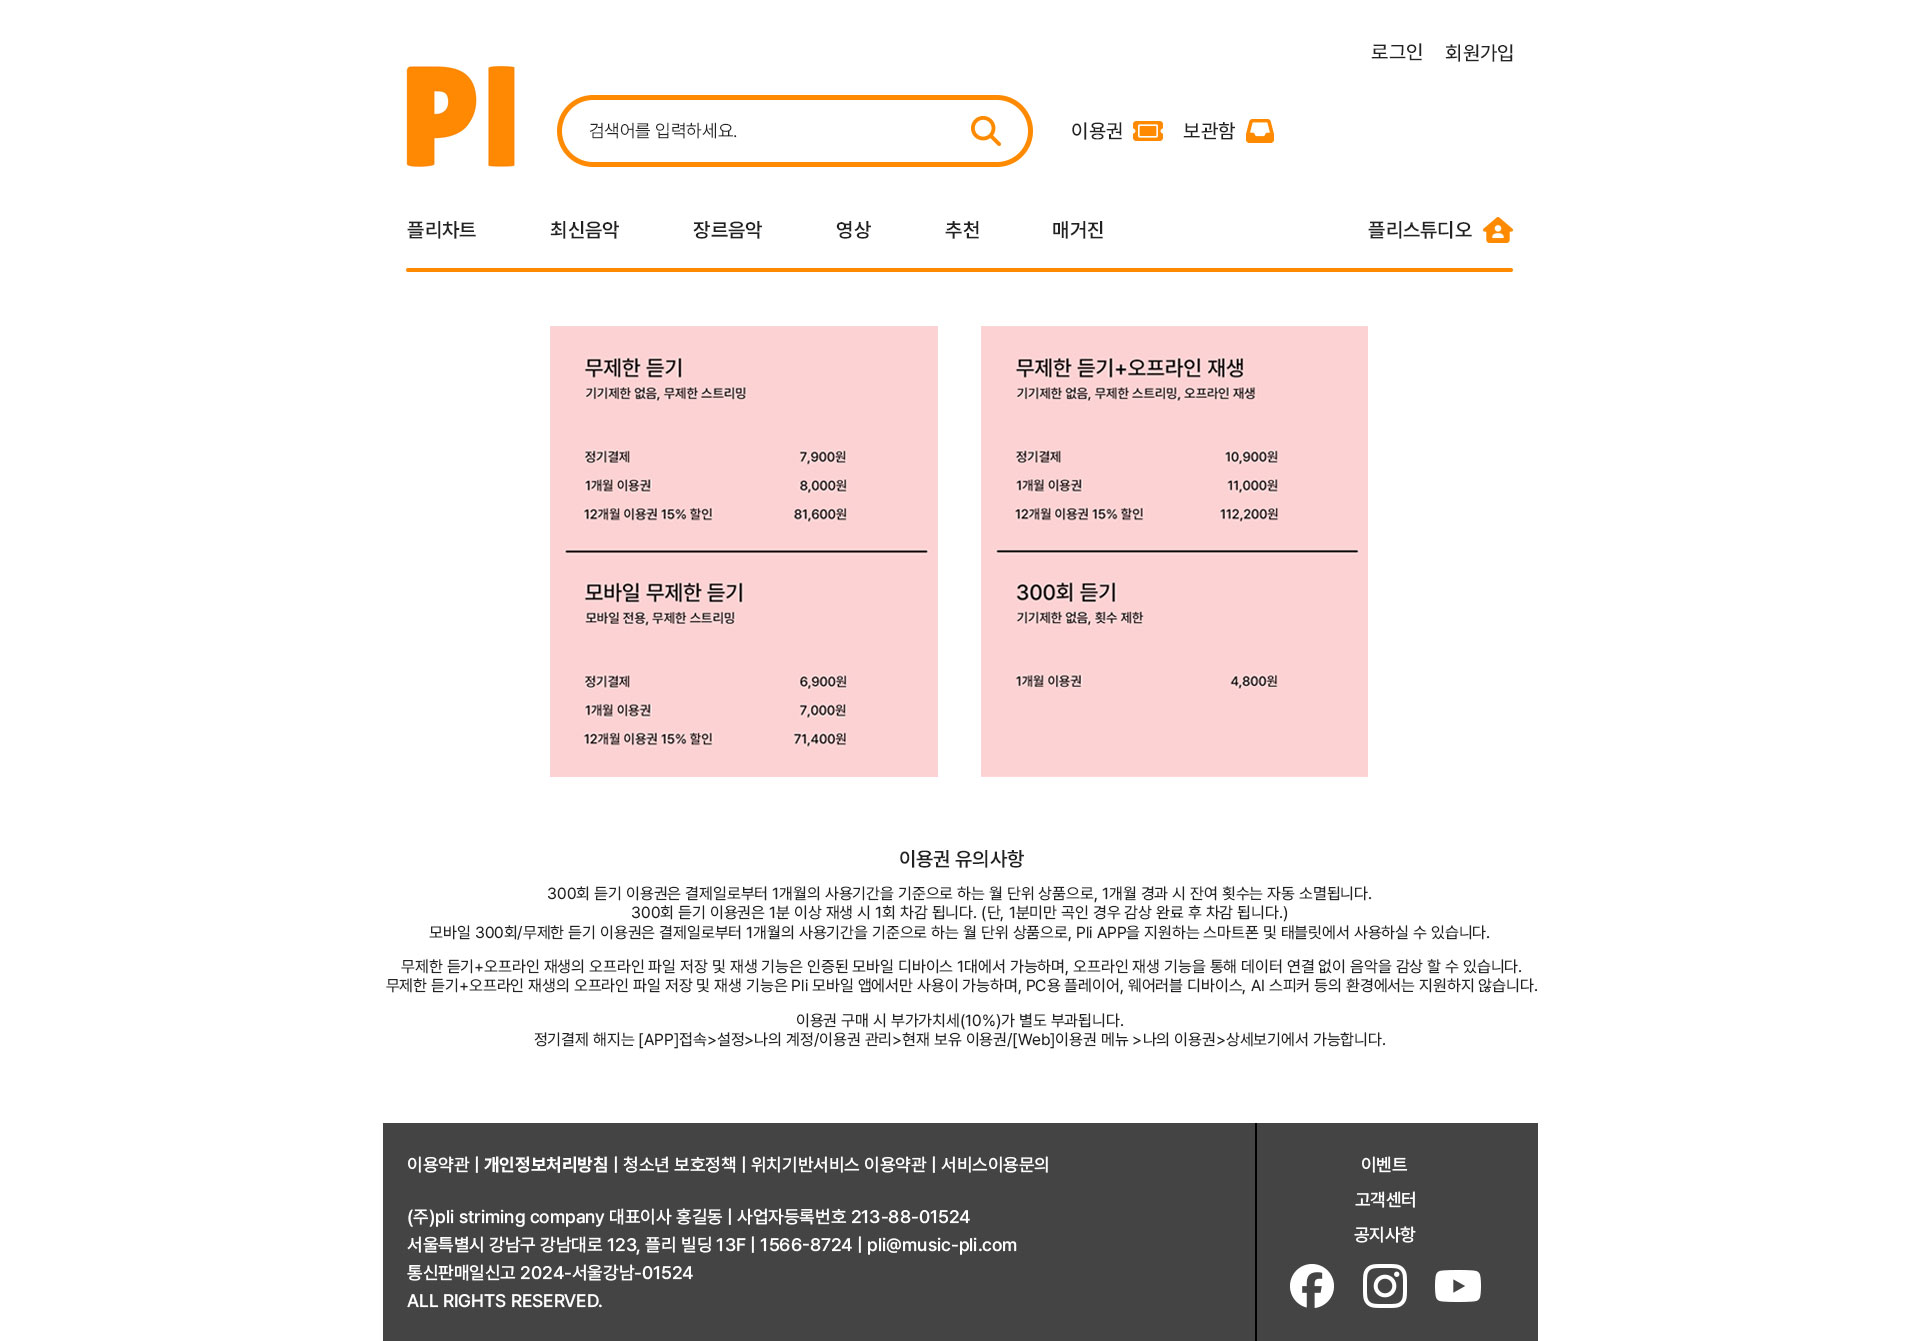 로그인 회원가입
PI
검색어를 입력하세요.
이용권 보관함
플리차트 최신음악 장르음악 영상 추천 매거진 플리스튜디오
무제한 듣기
기기제한 없음, 무제한 스트리밍
정기결제 7,900원
1개월 이용권 8,000원
12개월 이용권 15% 할인 81,600원
모바일 무제한 듣기
모바일 전용, 무제한 스트리밍
정기결제 6,900원
1개월 이용권 7,000원
12개월 이용권 15% 할인 71,400원
무제한 듣기+오프라인 재생
기기제한 없음, 무제한 스트리밍, 오프라인 재생
정기결제 10,900원
1개월 이용권 11,000원
12개월 이용권 15% 할인 112,200원
300회 듣기
기기제한 없음, 횟수 제한
1개월 이용권 4,800원
이용권 유의사항
300회 듣기 이용권은 결제일로부터 1개월의 사용기간을 기준으로 하는 월 단위 상품으로, 1개월 경과 시 잔여 횟수는 자동 소멸됩니다.
300회 듣기 이용권은 1분 이상 재생 시 1회 차감 됩니다. (단, 1분미만 곡인 경우 감상 완료 후 차감 됩니다.)
모바일 300회/무제한 듣기 이용권은 결제일로부터 1개월의 사용기간을 기준으로 하는 월 단위 상품으로, Pli APP을 지원하는 스마트폰 및 태블릿에서 사용하실 수 있습니다.
무제한 듣기+오프라인 재생의 오프라인 파일 저장 및 재생 기능은 인증된 모바일 디바이스 1대에서 가능하며, 오프라인 재생 기능을 통해 데이터 연결 없이 음악을 감상 할 수 있습니다.
무제한 듣기+오프라인 재생의 오프라인 파일 저장 및 재생 기능은 Pli 모바일 앱에서만 사용이 가능하며, PC용 플레이어, 웨어러블 디바이스, AI 스피커 등의 환경에서는 지원하지 않습니다.
이용권 구매 시 부가가치세(10%)가 별도 부과됩니다.
정기결제 해지는 [APP]접속>설정>나의 계정/이용권 관리>현재 보유 이용권/[Web]이용권 메뉴 >나의 이용권>상세보기에서 가능합니다.
이용약관 | 개인정보처리방침 | 청소년 보호정책 | 위치기반서비스 이용약관 | 서비스이용문의
(주)pli striming company 대표이사 홍길동 | 사업자등록번호 213-88-01524
서울특별시 강남구 강남대로 123, 플리 빌딩 13F | 1566-8724 | pli@music-pli.com
통신판매일신고 2024-서울강남-01524
ALL RIGHTS RESERVED.
이벤트
고객센터
공지사항